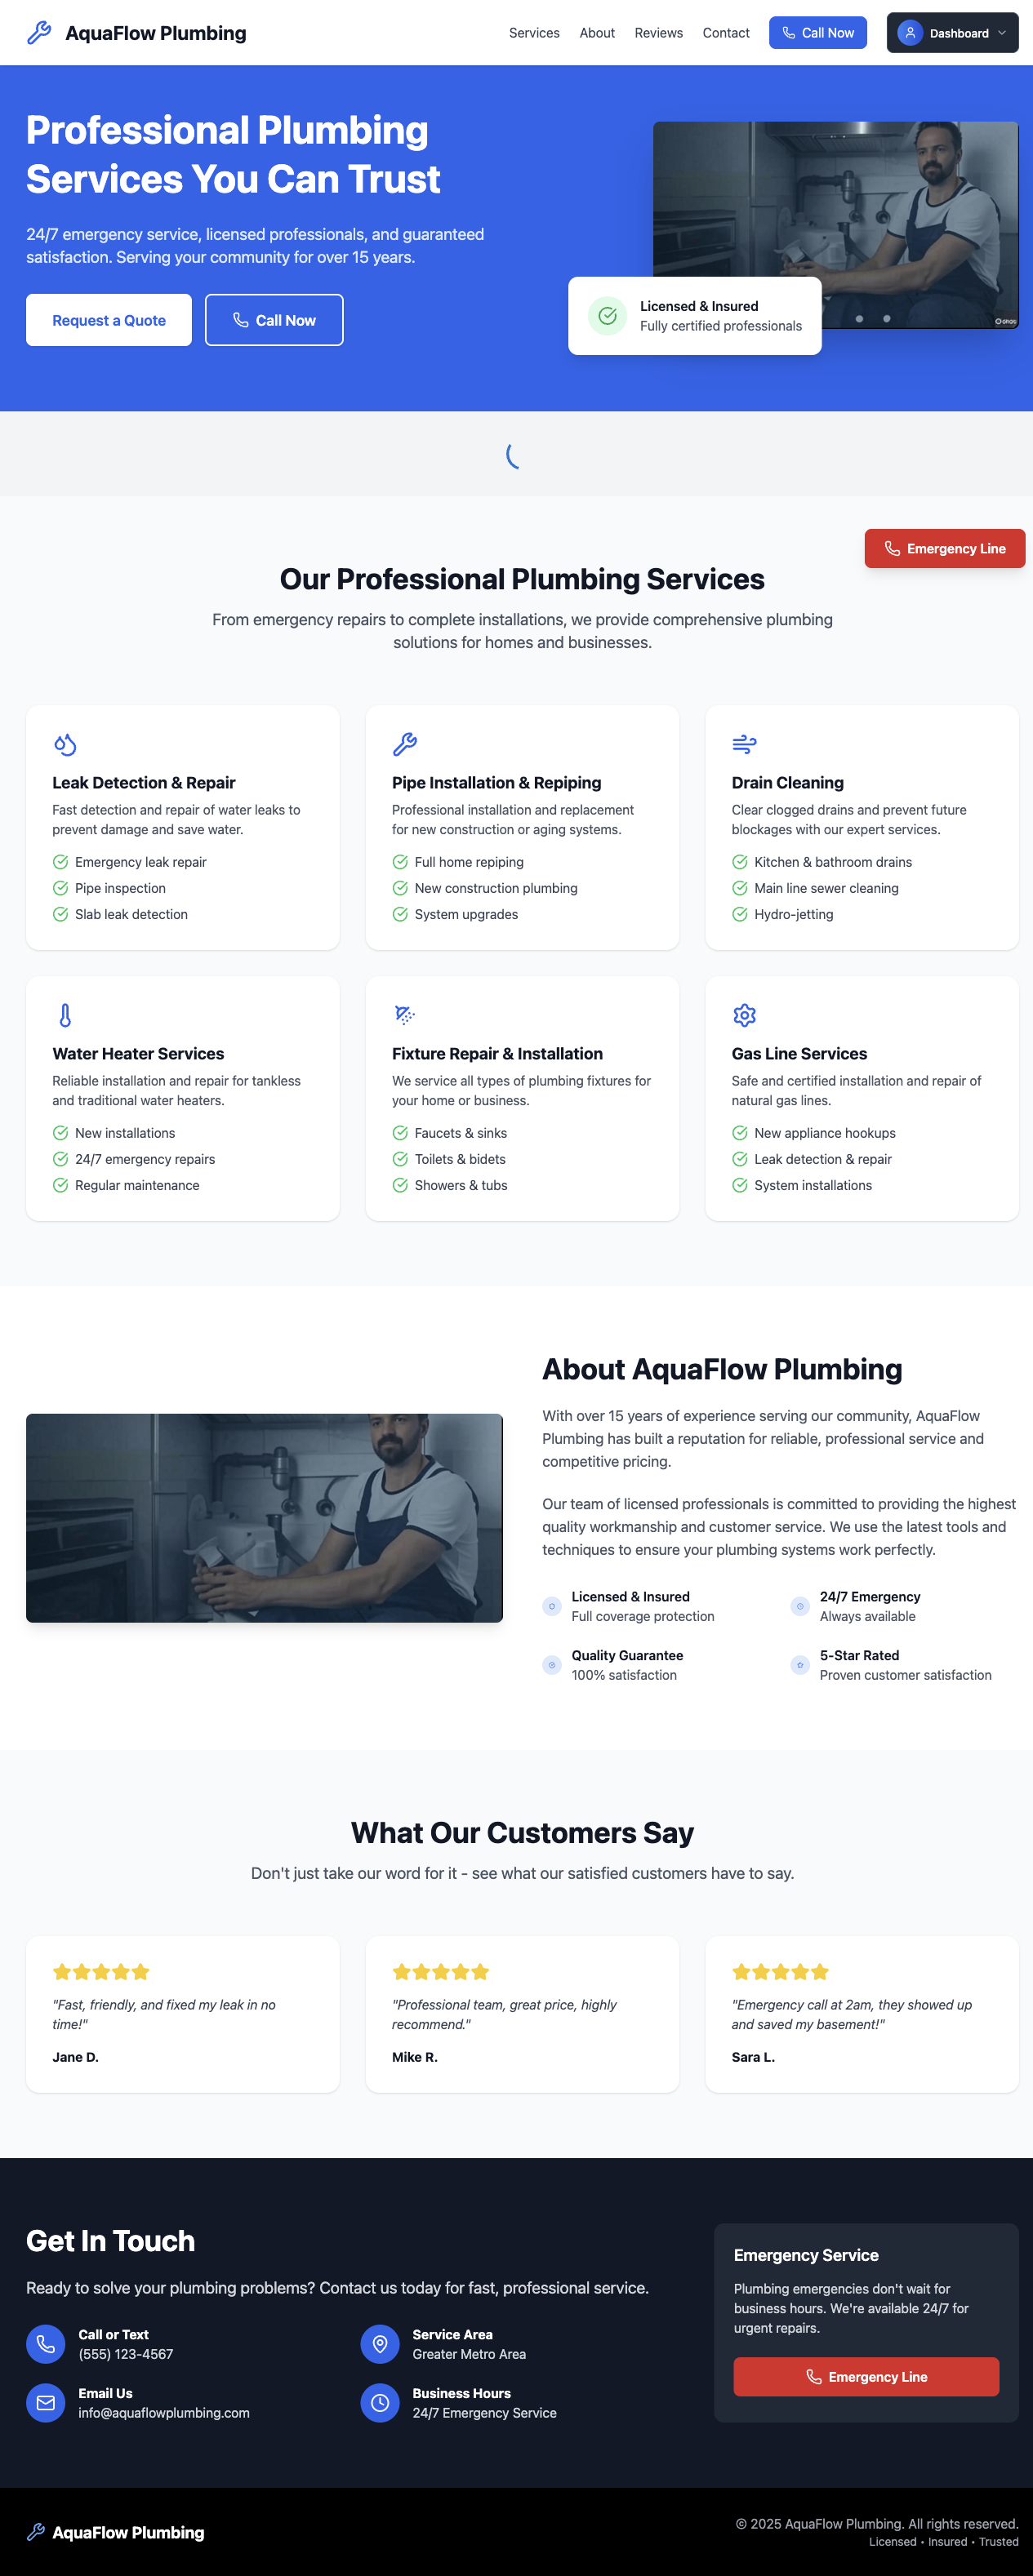 AquaFlow Plumbing
Services
About
Reviews
Contact
Call Now
Dashboard
Professional Plumbing
Services You Can Trust
24/7 emergency service, licensed professionals, and guaranteed
satisfaction. Serving your community for over 15 years.
Request a Quote
Call Now
Licensed & Insured
Fully certified professionals
Emergency Line
Our Professional Plumbing Services
From emergency repairs to complete installations, we provide comprehensive plumbing
solutions for homes and businesses.
Leak Detection & Repair
Fast detection and repair of water leaks to
prevent damage and save water.
Emergency leak repair
Pipe inspection
Slab leak detection
Pipe Installation & Repiping
Professional installation and replacement
for new construction or aging systems.
Full home repiping
New construction plumbing
System upgrades
Drain Cleaning
Clear clogged drains and prevent future
blockages with our expert services.
Kitchen & bathroom drains
Main line sewer cleaning
Hydro-jetting
Water Heater Services
Reliable installation and repair for tankless
and traditional water heaters.
New installations
24/7 emergency repairs
Regular maintenance
Fixture Repair & Installation
We service all types of plumbing fixtures for
your home or business.
Faucets & sinks
Toilets & bidets
Showers & tubs
Gas Line Services
Safe and certified installation and repair of
natural gas lines.
New appliance hookups
Leak detection & repair
System installations
About AquaFlow Plumbing
With over 15 years of experience serving our community, AquaFlow
Plumbing has built a reputation for reliable, professional service and
competitive pricing.
Our team of licensed professionals is committed to providing the highest
quality workmanship and customer service. We use the latest tools and
techniques to ensure your plumbing systems work perfectly.
Licensed & Insured
Full coverage protection
24/7 Emergency
Always available
Quality Guarantee
100% satisfaction
5-Star Rated
Proven customer satisfaction
What Our Customers Say
Don't just take our word for it - see what our satisfied customers have to say.
"Fast, friendly, and fixed my leak in no
time!"
Jane D.
"Professional team, great price, highly
recommend."
Mike R.
"Emergency call at 2am, they showed up
and saved my basement!"
Sara L.
Get In Touch
Ready to solve your plumbing problems? Contact us today for fast, professional service.
Call or Text
(555) 123-4567
Service Area
Greater Metro Area
Email Us
info@aquaflowplumbing.com
Business Hours
24/7 Emergency Service
Emergency Service
Plumbing emergencies don't wait for
business hours. We're available 24/7 for
urgent repairs.
Emergency Line
AquaFlow Plumbing
© 2025 AquaFlow Plumbing. All rights reserved.
Licensed • Insured • Trusted